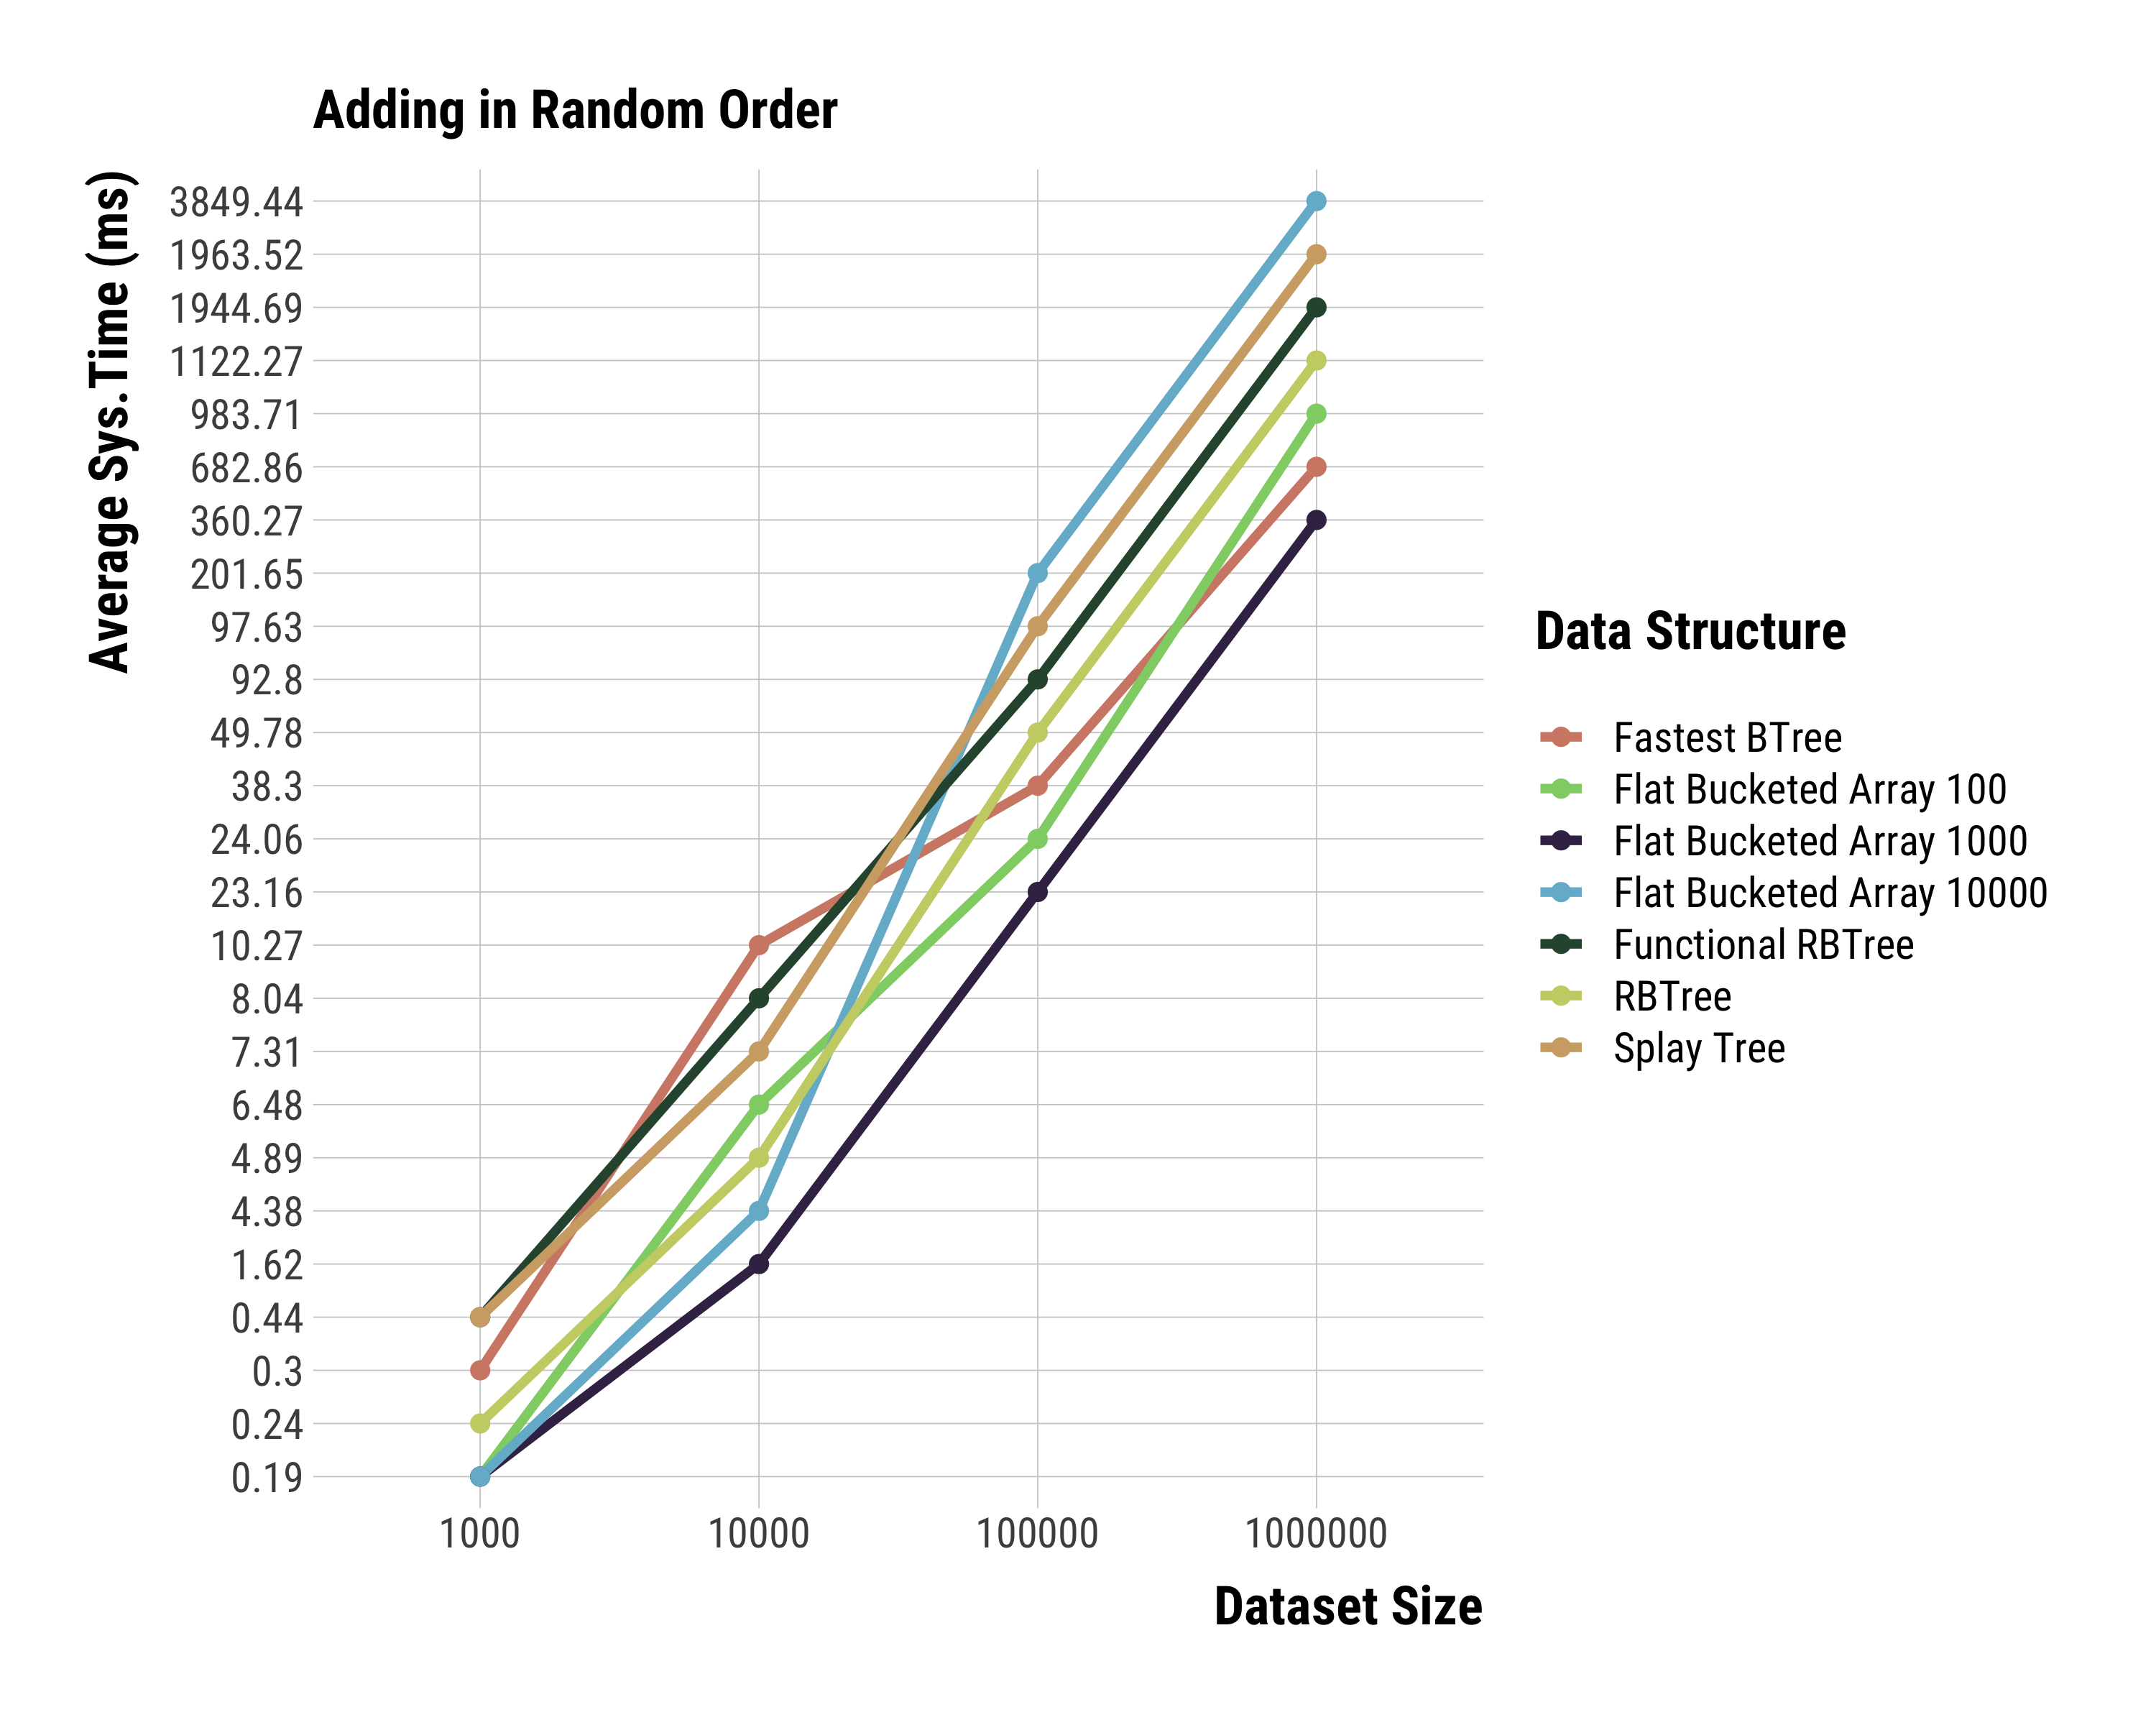 Adding in Random Order
Average Sys.Time (ms)
3849.44
1963.52
1944.69
1122.27
983.71
682.86
360.27
201.65
97.63
92.8
49.78
38.3
24.06
23.16
10.27
8.04
7.31
6.48
4.89
4.38
1.62
0.44
0.3
0.24
0.19
1000 10000 100000 1000000
Dataset Size
Data Structure
Fastest BTree
Flat Bucketed Array 100
Flat Bucketed Array 1000
Flat Bucketed Array 10000
Functional RBTree
RBTree
Splay Tree